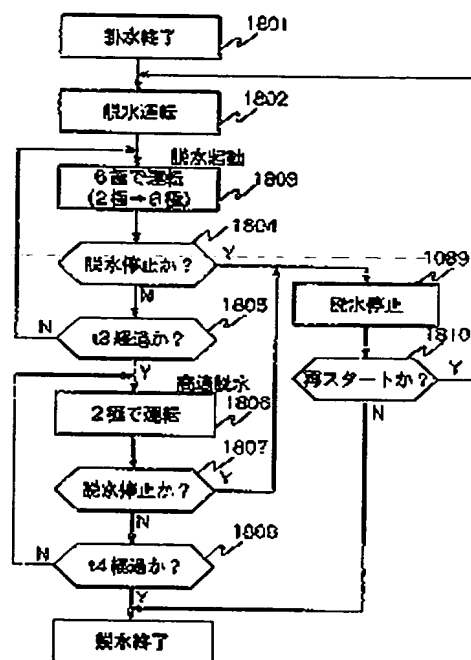 排水終了
1801
脱水運転
1802
脱水起動
6極で運転
(2極→6極)
1803
1804
脱水停止か?
Y
N
1805
t3経過か?
N
Y
高速脱水
1806
2極で運転
1807
脱水停止か?
Y
N
1808
t4経過か?
N
Y
脱水終了
1089
脱水停止
1810
再スタートか?
Y
N